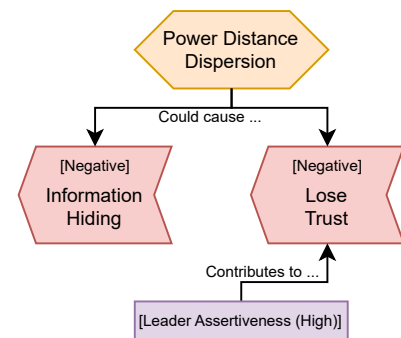 Power Distance
Dispersion
Could cause ...
[Negative]
Information
Hiding
[Negative]
Lose
Trust
Contributes to ...
[Leader Assertiveness (High)]